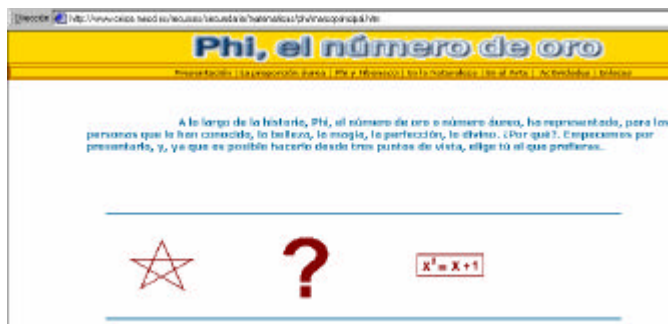 Dirección
Phi, el número de oro
Presentación | La proporción áurea | Phi y Fibonacci | En la Naturaleza | En el Arte | Actividades | Enlaces
A lo largo de la historia, Phi, el número de oro o número áureo, ha representado, para las
personas que lo han conocido, la belleza, la magia, la perfección, lo divino. ¿Por qué?. Empecemos por
presentarlo, y, ya que es posible hacerlo desde tres puntos de vista, elige tú el que prefieras.
?
x² = x + 1